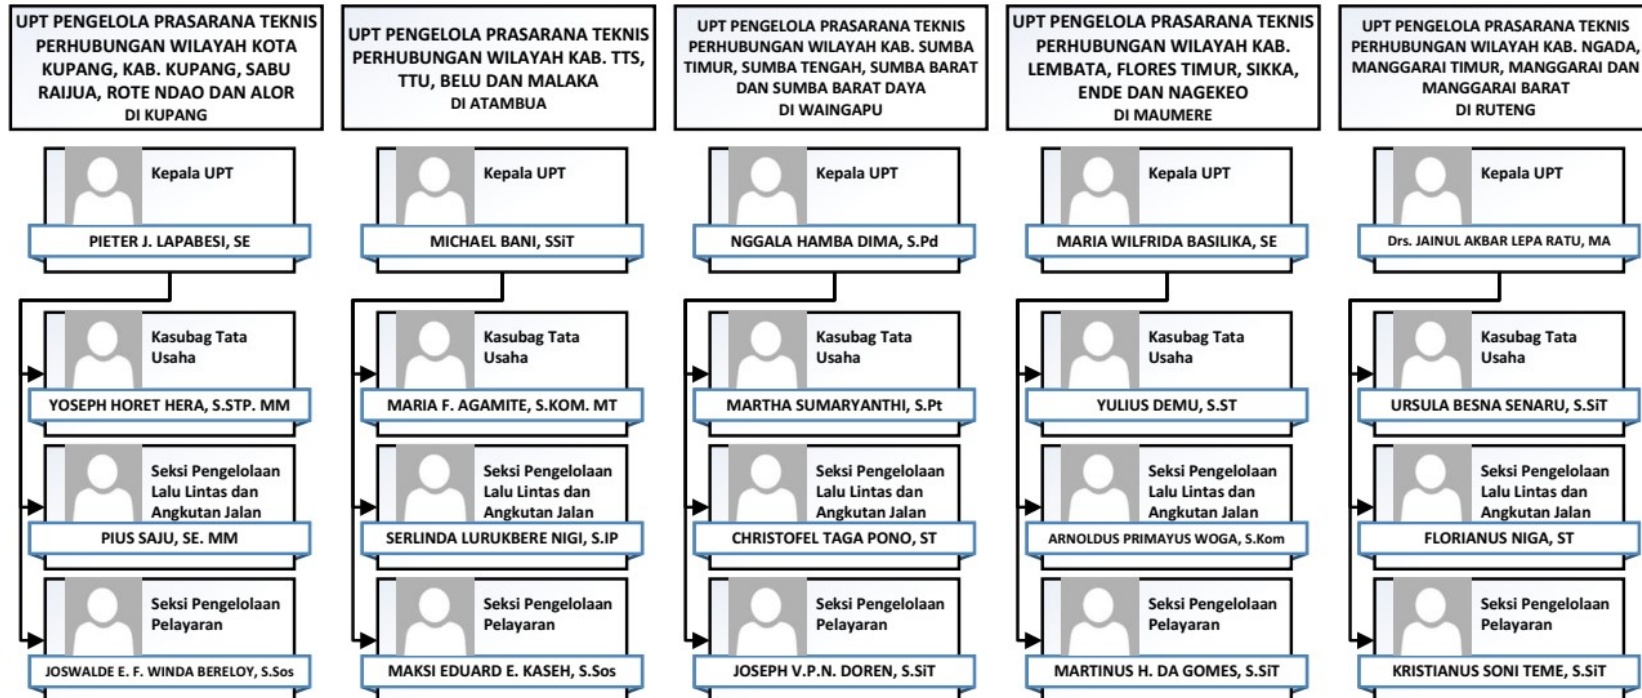 UPT PENGELOLA PRASARANA TEKNIS
PERHUBUNGAN WILAYAH KOTA
KUPANG, KAB. KUPANG, SABU
RAIJUA, ROTE NDAO DAN ALOR
DI KUPANG
Kepala UPT
PIETER J. LAPABESI, SE
Kasubag Tata
Usaha
YOSEPH HORET HERA, S.STP. MM
Seksi Pengelolaan
Lalu Lintas dan
Angkutan Jalan
PIUS SAJU, SE. MM
Seksi Pengelolaan
Pelayaran
JOSWALDE E. F. WINDA BERELOY, S.Sos
UPT PENGELOLA PRASARANA TEKNIS
PERHUBUNGAN WILAYAH KAB. TTS,
TTU, BELU DAN MALAKA
DI ATAMBUA
Kepala UPT
MICHAEL BANI, SSiT
Kasubag Tata
Usaha
MARIA F. AGAMITE, S.KOM. MT
Seksi Pengelolaan
Lalu Lintas dan
Angkutan Jalan
SERLINDA LURUKBERE NIGI, S.IP
Seksi Pengelolaan
Pelayaran
MAKSI EDUARD E. KASEH, S.Sos
UPT PENGELOLA PRASARANA TEKNIS
PERHUBUNGAN WILAYAH KAB. SUMBA
TIMUR, SUMBA TENGAH, SUMBA BARAT
DAN SUMBA BARAT DAYA
DI WAINGAPU
Kepala UPT
NGGALA HAMBA DIMA, S.Pd
Kasubag Tata
Usaha
MARTHA SUMARYANTHI, S.Pt
Seksi Pengelolaan
Lalu Lintas dan
Angkutan Jalan
CHRISTOFEL TAGA PONO, ST
Seksi Pengelolaan
Pelayaran
JOSEPH V.P.N. DOREN, S.SiT
UPT PENGELOLA PRASARANA TEKNIS
PERHUBUNGAN WILAYAH KAB.
LEMBATA, FLORES TIMUR, SIKKA,
ENDE DAN NAGEKEO
DI MAUMERE
Kepala UPT
MARIA WILFRIDA BASILIKA, SE
Kasubag Tata
Usaha
YULIUS DEMU, S.ST
Seksi Pengelolaan
Lalu Lintas dan
Angkutan Jalan
ARNOLDUS PRIMAYUS WOGA, S.Kom
Seksi Pengelolaan
Pelayaran
MARTINUS H. DA GOMES, S.SiT
UPT PENGELOLA PRASARANA TEKNIS
PERHUBUNGAN WILAYAH KAB. NGADA,
MANGGARAI TIMUR, MANGGARAI DAN
MANGGARAI BARAT
DI RUTENG
Kepala UPT
Drs. JAINUL AKBAR LEPA RATU, MA
Kasubag Tata
Usaha
URSULA BESNA SENARU, S.SiT
Seksi Pengelolaan
Lalu Lintas dan
Angkutan Jalan
FLORIANUS NIGA, ST
Seksi Pengelolaan
Pelayaran
KRISTIANUS SONI TEME, S.SiT